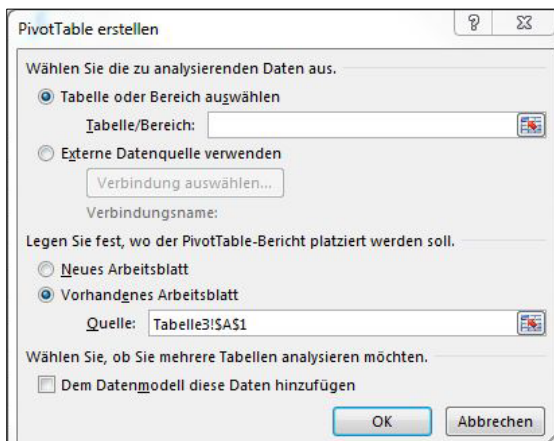 PivotTable erstellen
Wählen Sie die zu analysierenden Daten aus.
Tabelle oder Bereich auswählen
Tabelle/Bereich:
Externe Datenquelle verwenden
Verbindung auswählen...
Verbindungsname:
Legen Sie fest, wo der PivotTable-Bericht platziert werden soll.
Neues Arbeitsblatt
Vorhandenes Arbeitsblatt
Quelle: Tabelle3!$A$1
Wählen Sie, ob Sie mehrere Tabellen analysieren möchten.
Dem Datenmodell diese Daten hinzufügen
OK Abbrechen